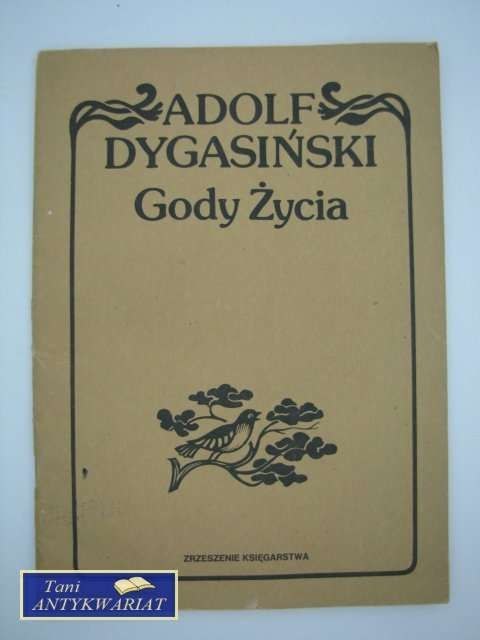 ADOLF
DYGASIŃSKI
Gody Życia
ZRZESZENIE KSIĘGARSTWA
Tani
ANTYKWARIAT